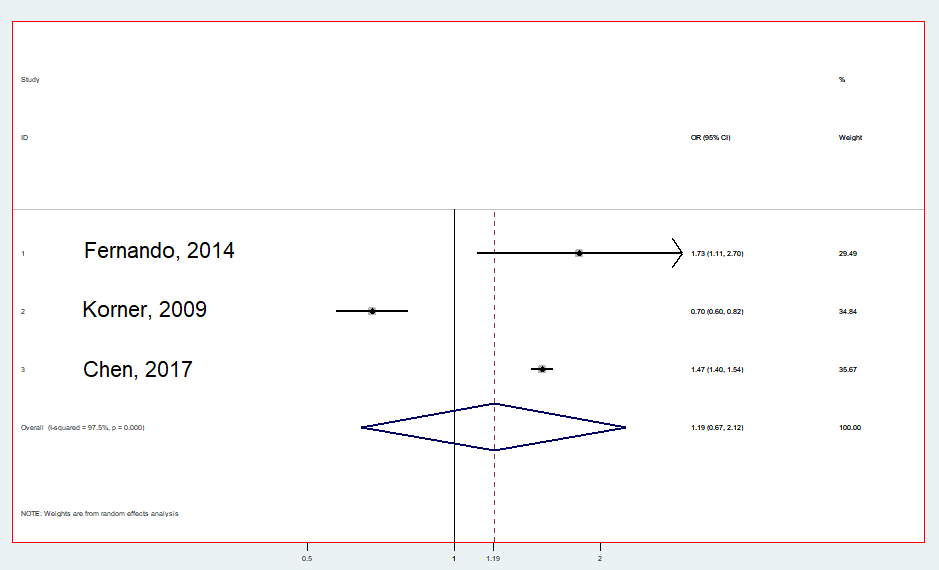 Study %
ID OR (95% CI) Weight
1 Fernando, 2014 1.73 (1.11, 2.70) 29.49
2 Korner, 2009 0.70 (0.60, 0.82) 34.84
3 Chen, 2017 1.47 (1.40, 1.54) 35.67
Overall (I-squared = 97.5%, p = 0.000) 1.19 (0.67, 2.12) 100.00
NOTE: Weights are from random effects analysis
0.5 1 1.19 2